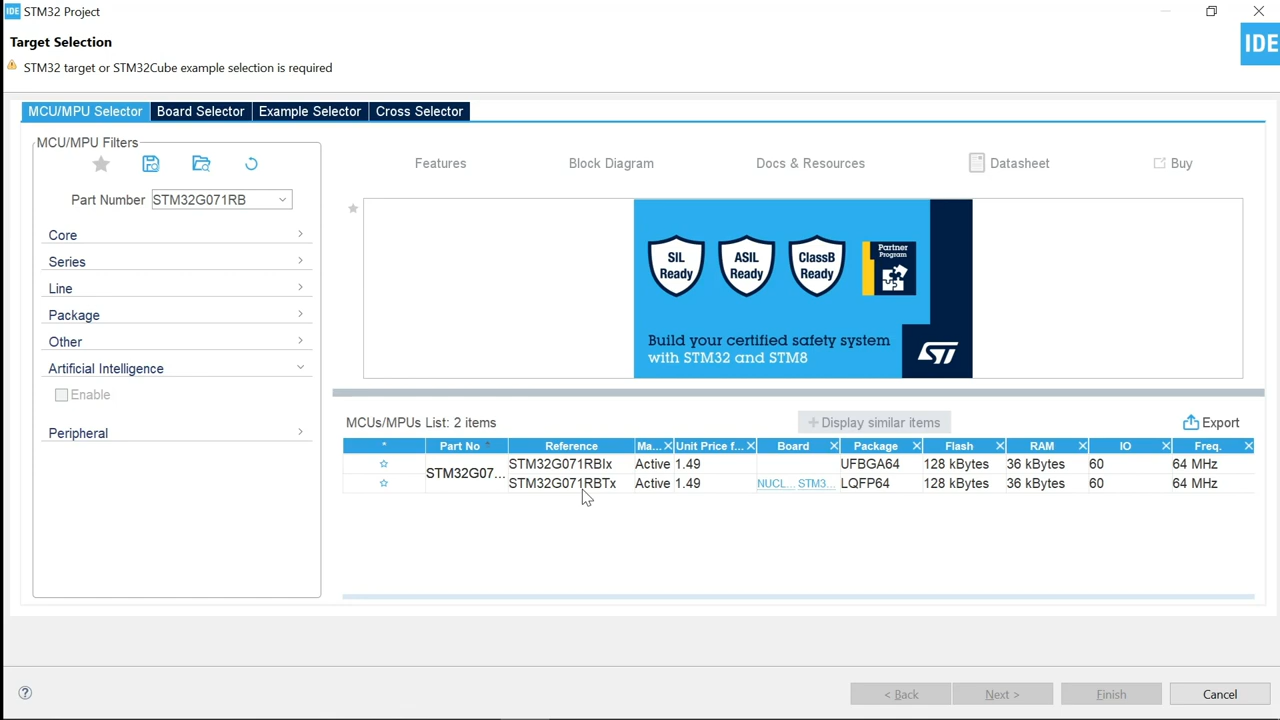 IDE STM32 Project
Target Selection
IDE
STM32 target or STM32Cube example selection is required
MCU/MPU Selector Board Selector Example Selector Cross Selector
MCU/MPU Filters
Part Number STM32G071RB
Core
Series
Line
Package
Other
Artificial Intelligence
Enable
Peripheral
Features Block Diagram Docs & Resources Datasheet Buy
SIL Ready
ASIL Ready
ClassB Ready
Partner Program
Build your certified safety system
with STM32 and STM8
ST
MCUs/MPUs List: 2 items
+ Display similar items
Export
* Part No Reference Ma... Unit Price f... Board Package Flash RAM IO Freq.
STM32G07...
STM32G071RBIx Active 1.49 UFBGA64 128 kBytes 36 kBytes 60 64 MHz
STM32G071RBTx Active 1.49 NUCL... STM3... LQFP64 128 kBytes 36 kBytes 60 64 MHz
?
< Back Next > Finish Cancel